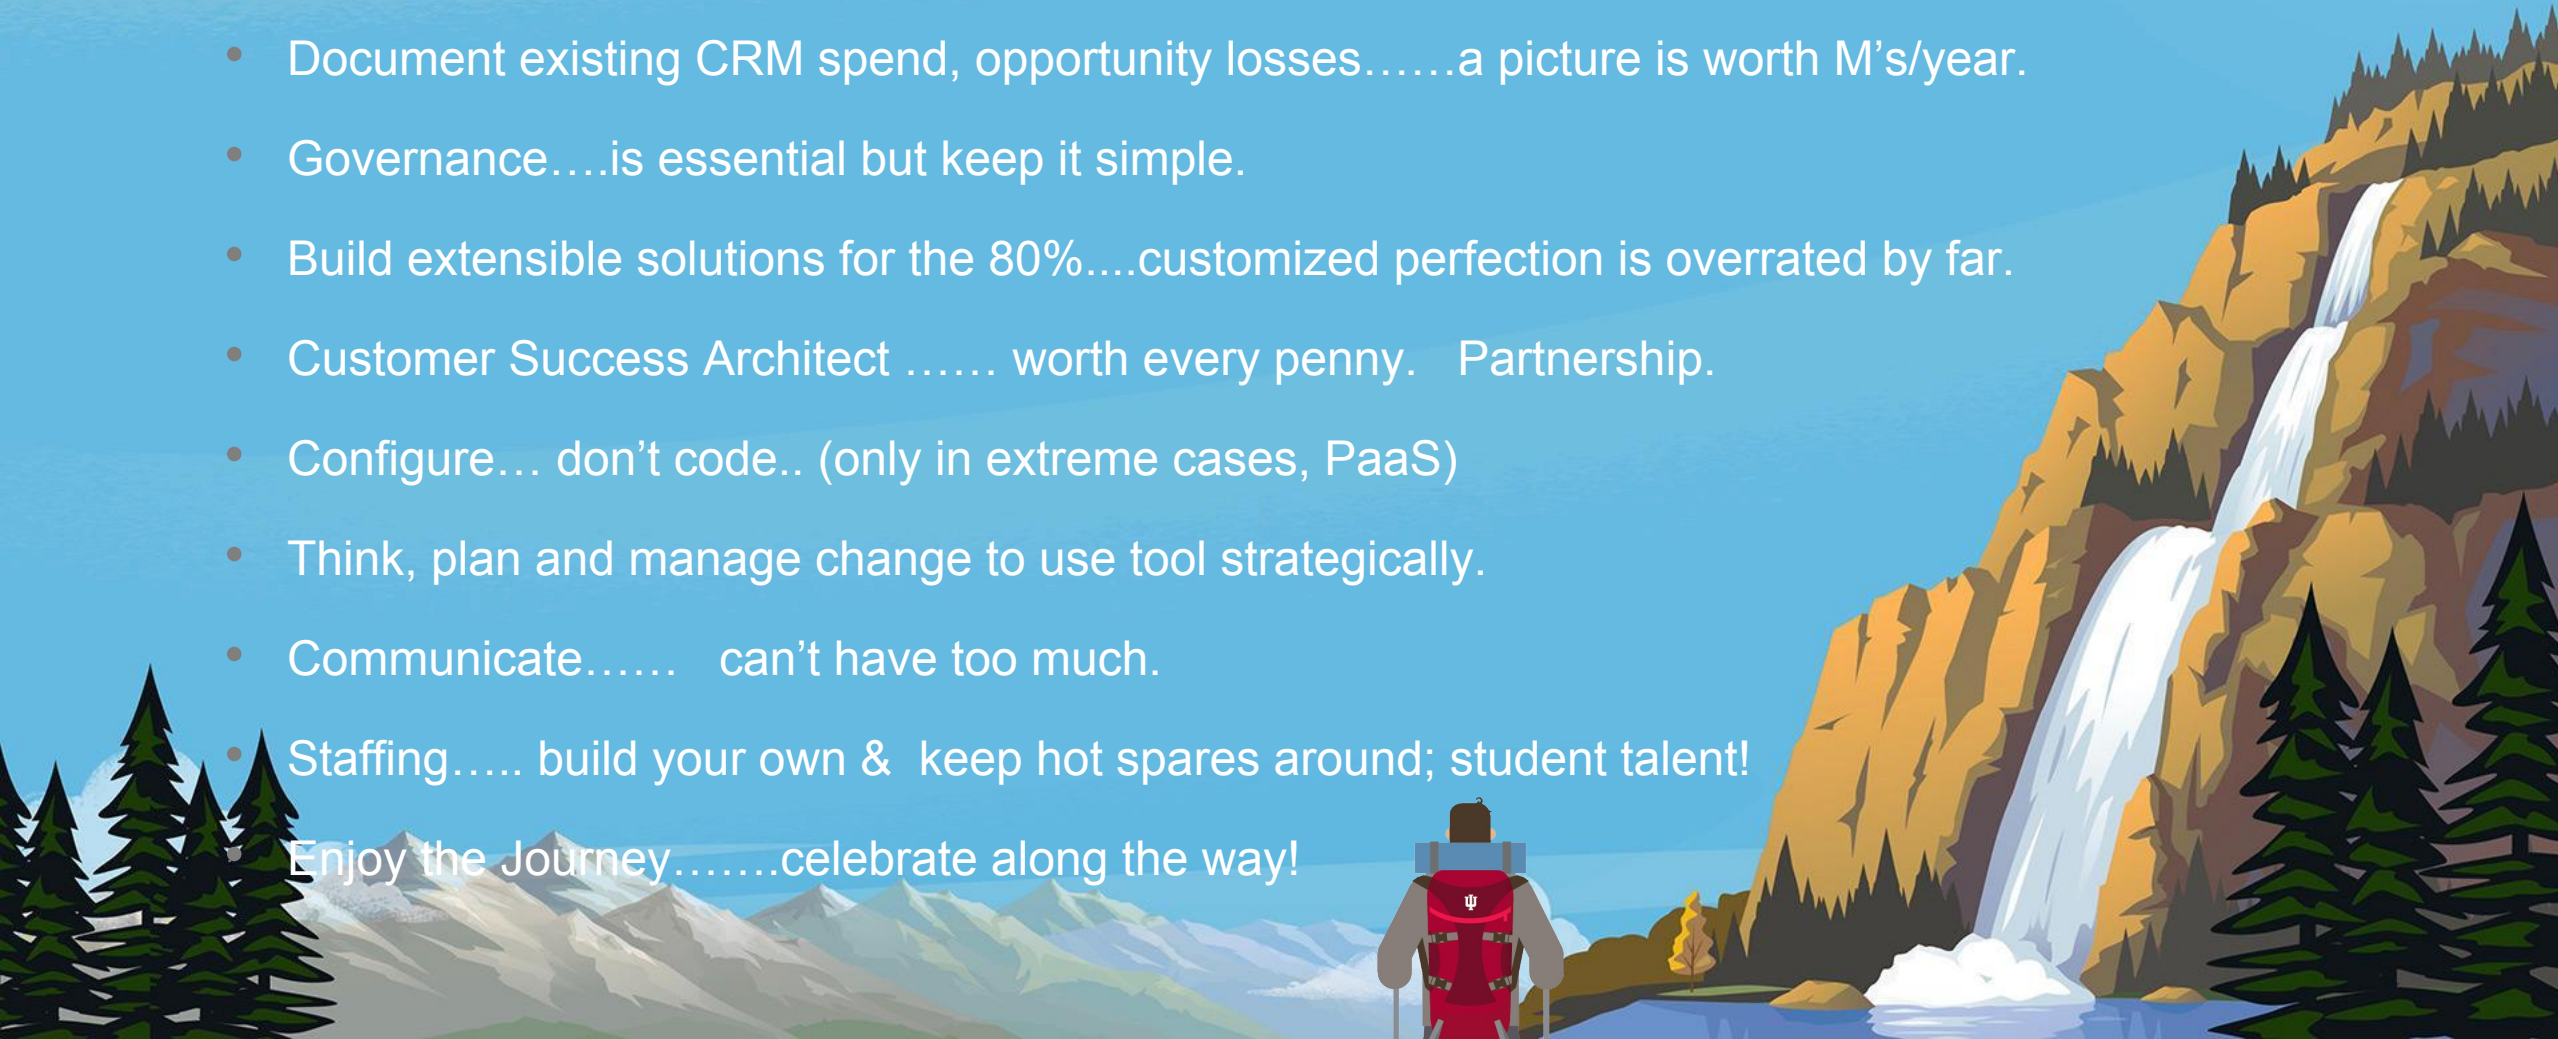 • Document existing CRM spend, opportunity losses……a picture is worth M’s/year.
• Governance….is essential but keep it simple.
• Build extensible solutions for the 80%....customized perfection is overrated by far.
• Customer Success Architect …… worth every penny.   Partnership.
• Configure… don’t code.. (only in extreme cases, PaaS)
• Think, plan and manage change to use tool strategically.
• Communicate……   can’t have too much.
• Staffing….. build your own &  keep hot spares around; student talent!
• Enjoy the Journey…….celebrate along the way!